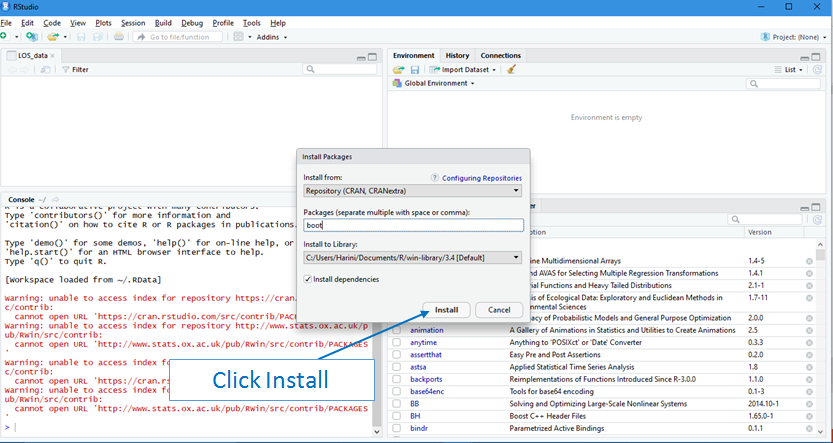 RStudio
File Edit Code View Plots Session Build Debug Profile Tools Help
Go to file/function Addins Project: (None)
LOS_data
Filter
Environment History Connections
Import Dataset List
Global Environment
Environment is empty
Console ~/
R is a collaborative project with many contributors.
Type 'contributors()' for more information and
'citation()' on how to cite R or R packages in publications.
Type 'demo()' for some demos, 'help()' for on-line help, or
'help.start()' for an HTML browser interface to help.
Type 'q()' to quit R.
[Workspace loaded from ~/.RData]
Warning: unable to access index for repository https://cran.
c/contrib:
cannot open URL 'https://cran.rstudio.com/src/contrib/PACKAG
Warning: unable to access index for repository http://www.stats.ox.ac.uk/p
ub/RWin/src/contrib:
cannot open URL 'http://www.stats.ox.ac.uk/pub/RWin/src/contrib/PACKAGES
'
Warning: unable to access index for
c/contrib:
cannot open URL 'https://cran.rs
Warning: unable to access index for
ub/RWin/src/contrib:
cannot open URL 'http://www.stats.ox.ac.uk/pub/RWin/src/contrib/PACKAGES
'
>
Install Packages
Install from: ? Configuring Repositories
Repository (CRAN, CRANextra)
Packages (separate multiple with space or comma):
boot
Install to Library:
C:/Users/Harini/Documents/R/win-library/3.4 [Default]
Install dependencies
Install Cancel
Click Install
er
ption Version
ine Multidimensional Arrays 1.4-5
and AVAS for Selecting Multiple Regression Transformations 1.4.1
ial Functions and Heavy Tailed Distributions 2.1-1
is of Ecological Data: Exploratory and Euclidean Methods in 1.7-11
nmental Sciences
acy of Probabilistic Models and General Purpose Optimization 2.0.0
animation A Gallery of Animations in Statistics and Utilities to Create Animations 2.5
anytime Anything to 'POSIXct' or 'Date' Converter 0.3.3
assertthat Easy Pre and Post Assertions 0.2.0
astsa Applied Statistical Time Series Analysis 1.8
backports Reimplementations of Functions Introduced Since R-3.0.0 1.1.0
base64enc Tools for base64 encoding 0.1-3
BB Solving and Optimizing Large-Scale Nonlinear Systems 2014.10-1
BH Boost C++ Header Files 1.65.0-1
bindr Parametrized Active Bindings 0.1.1